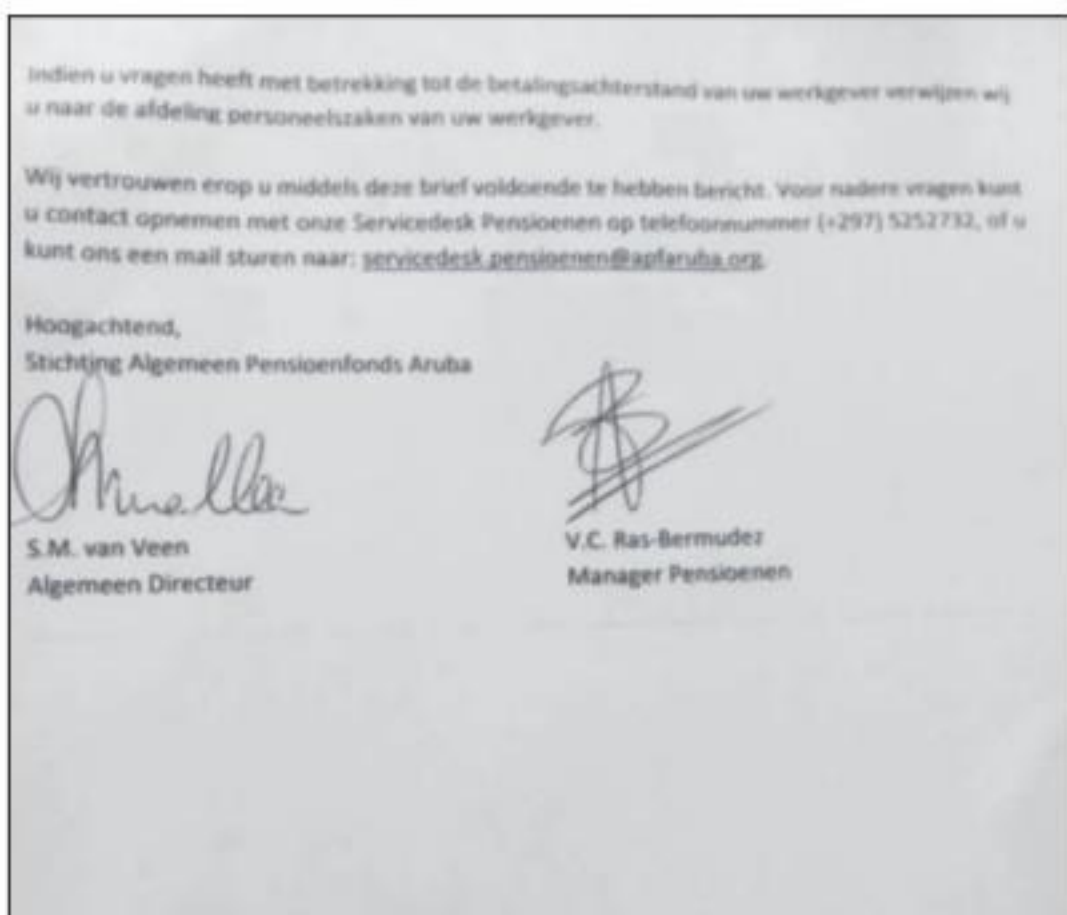 Indien u vragen heeft met betrekking tot de betalingsachterstand van uw werkgever verwijzen wij
u naar de afdeling personeelszaken van uw werkgever.
Wij vertrouwen erop u middels deze brief voldoende te hebben bericht. Voor nadere vragen kunt
u contact opnemen met onze Servicedesk Pensioenen op telefoonnummer (+297) 5252732, of u
kunt ons een mail sturen naar: servicedesk.pensioenen@apfaruba.org.
Hoogachtend,
Stichting Algemeen Pensioenfonds Aruba
S.M. van Veen
Algemeen Directeur
V.C. Ras-Bermudez
Manager Pensioenen